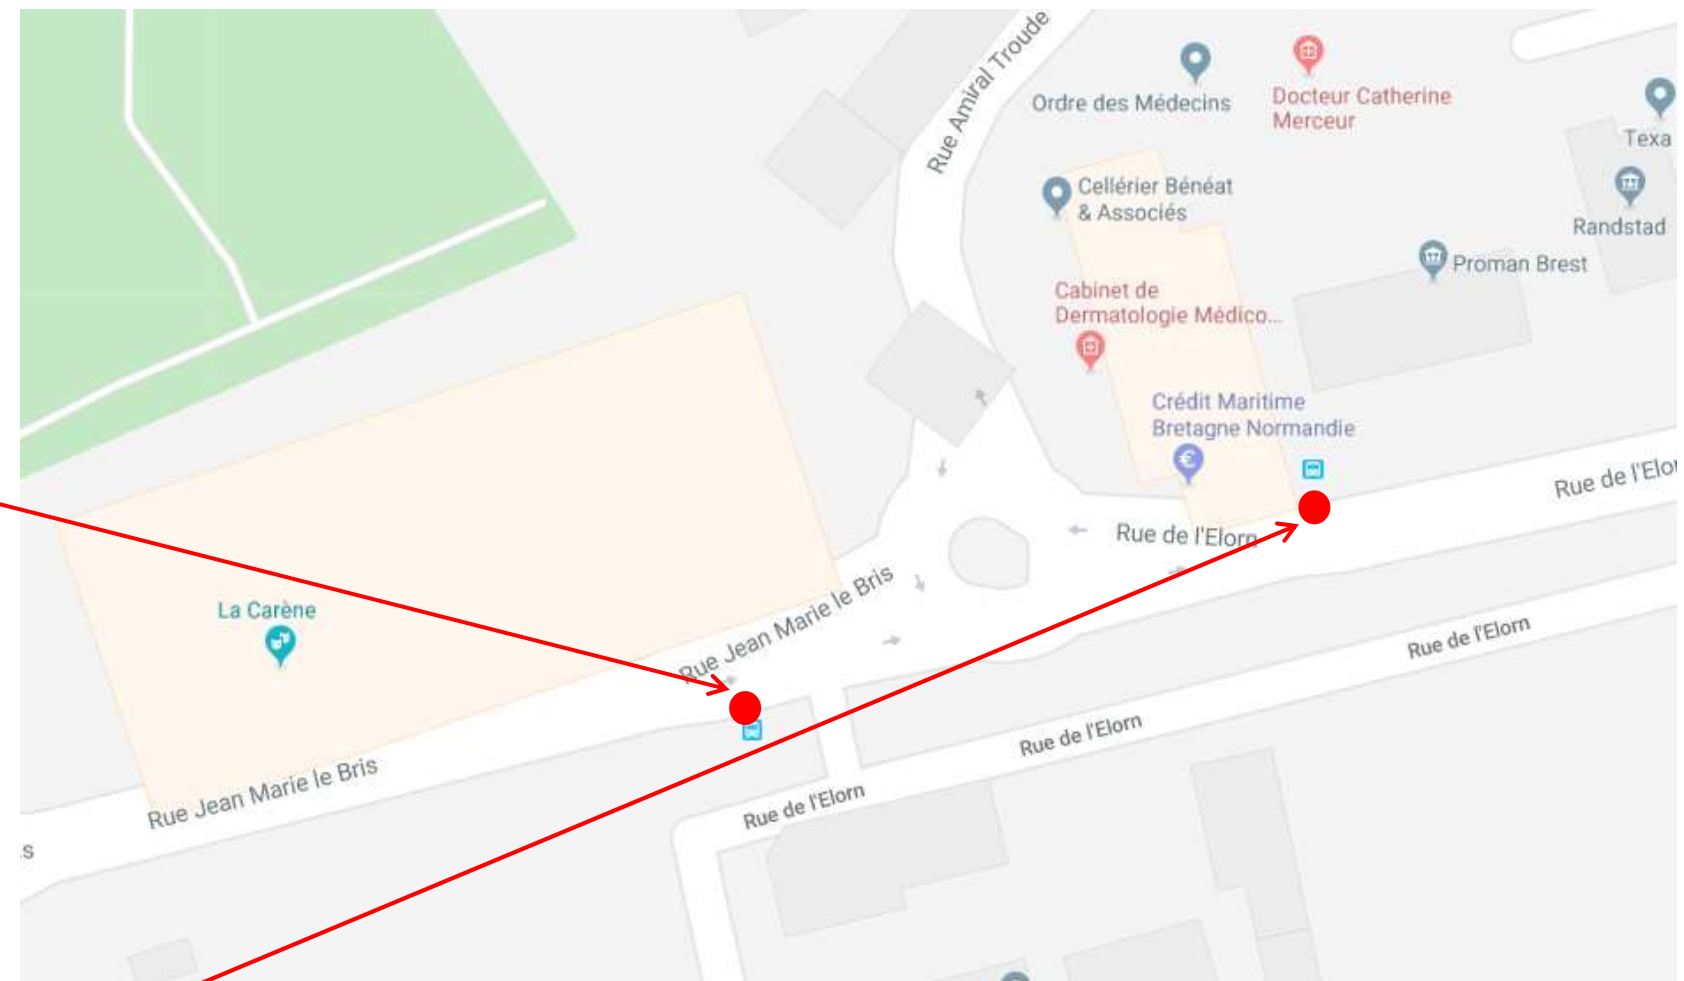 Rue Amiral Troude
Ordre des Médecins
Docteur Catherine
Merceur
Texa
Cellérier Bénéat
& Associés
Randstad
Proman Brest
Cabinet de
Dermatologie Médico...
Crédit Maritime
Bretagne Normandie
Rue de l'Elor
Rue de l'Elorn
La Carène
Rue Jean Marie le Bris
Rue de l'Elorn
Rue de l'Elorn
Rue Jean Marie le Bris
Rue de l'Elorn
s